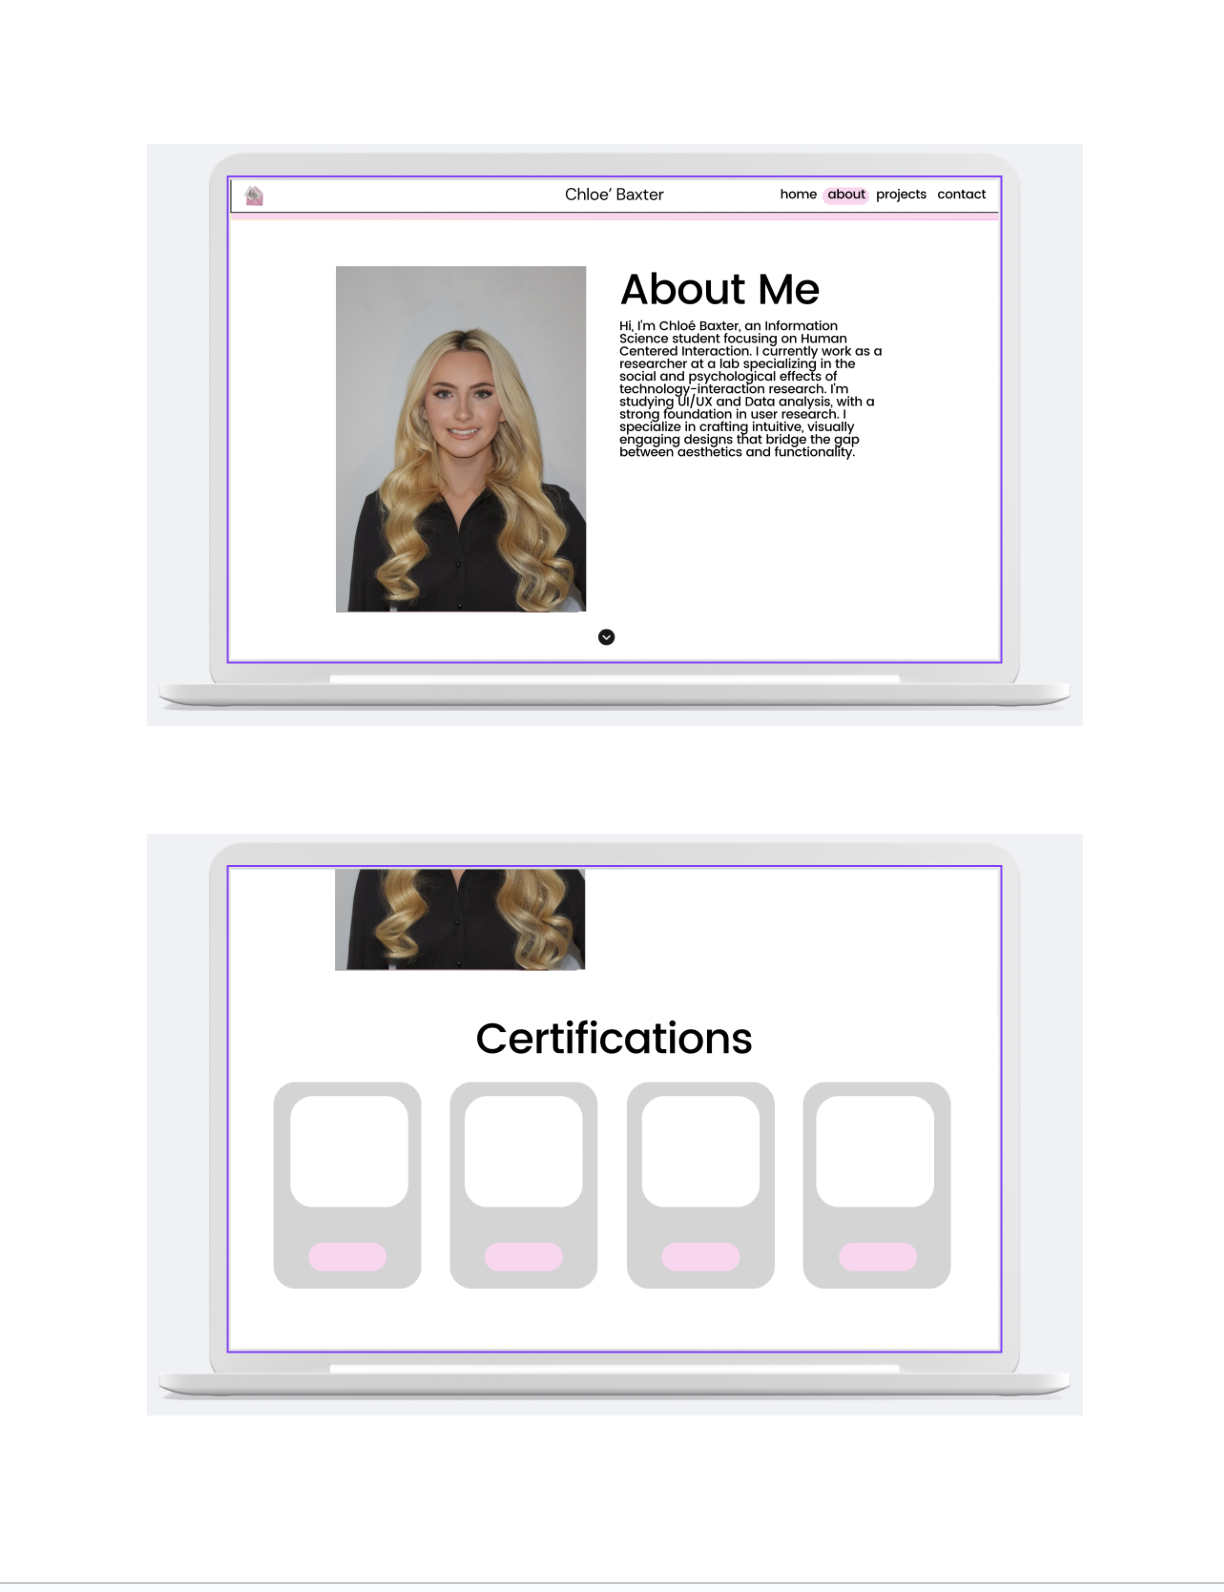 Chloe’ Baxter
home about projects contact
About Me
Hi, I'm Chloé Baxter, an Information
Science student focusing on Human
Centered Interaction. I currently work as a
researcher at a lab specializing in the
social and psychological effects of
technology-interaction research. I'm
studying UI/UX and Data analysis, with a
strong foundation in user research. I
specialize in crafting intuitive, visually
engaging designs that bridge the gap
between aesthetics and functionality.
Certifications